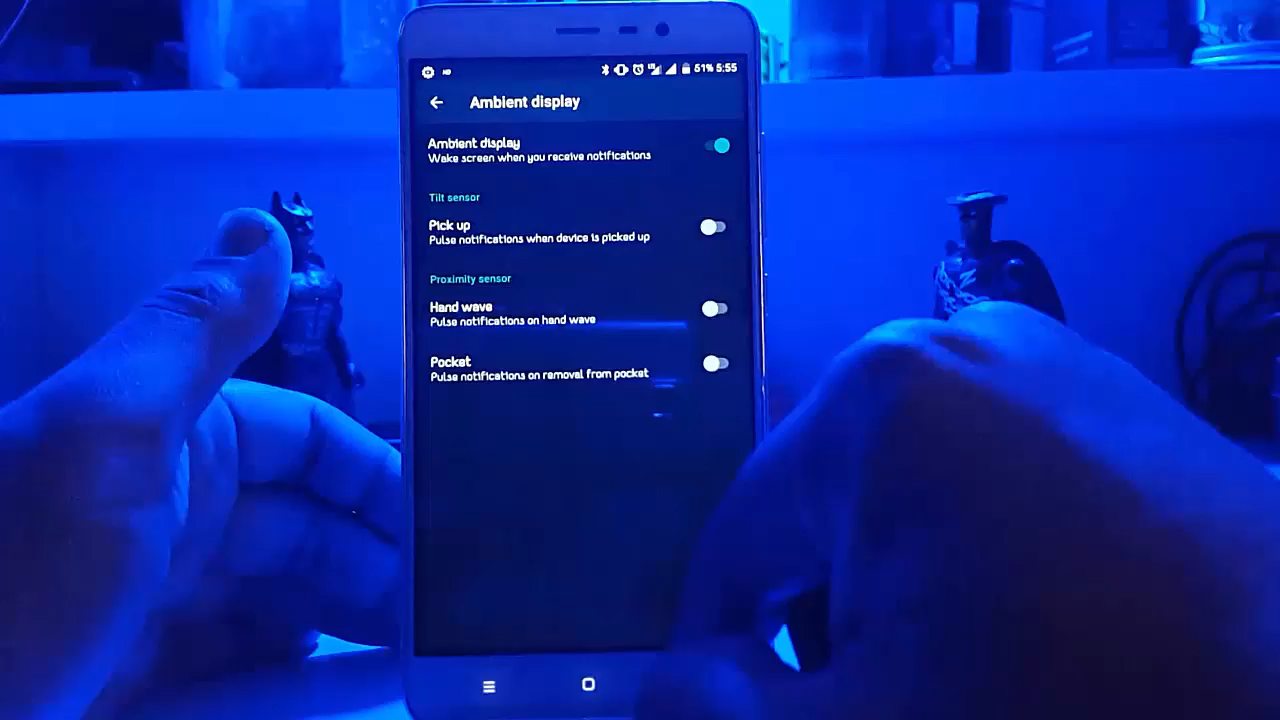 51% 5:55
Ambient display
Ambient display
Wake screen when you receive notifications
Tilt sensor
Pick up
Pulse notifications when device is picked up
Proximity sensor
Hand wave
Pulse notifications on hand wave
Pocket
Pulse notifications on removal from pocket